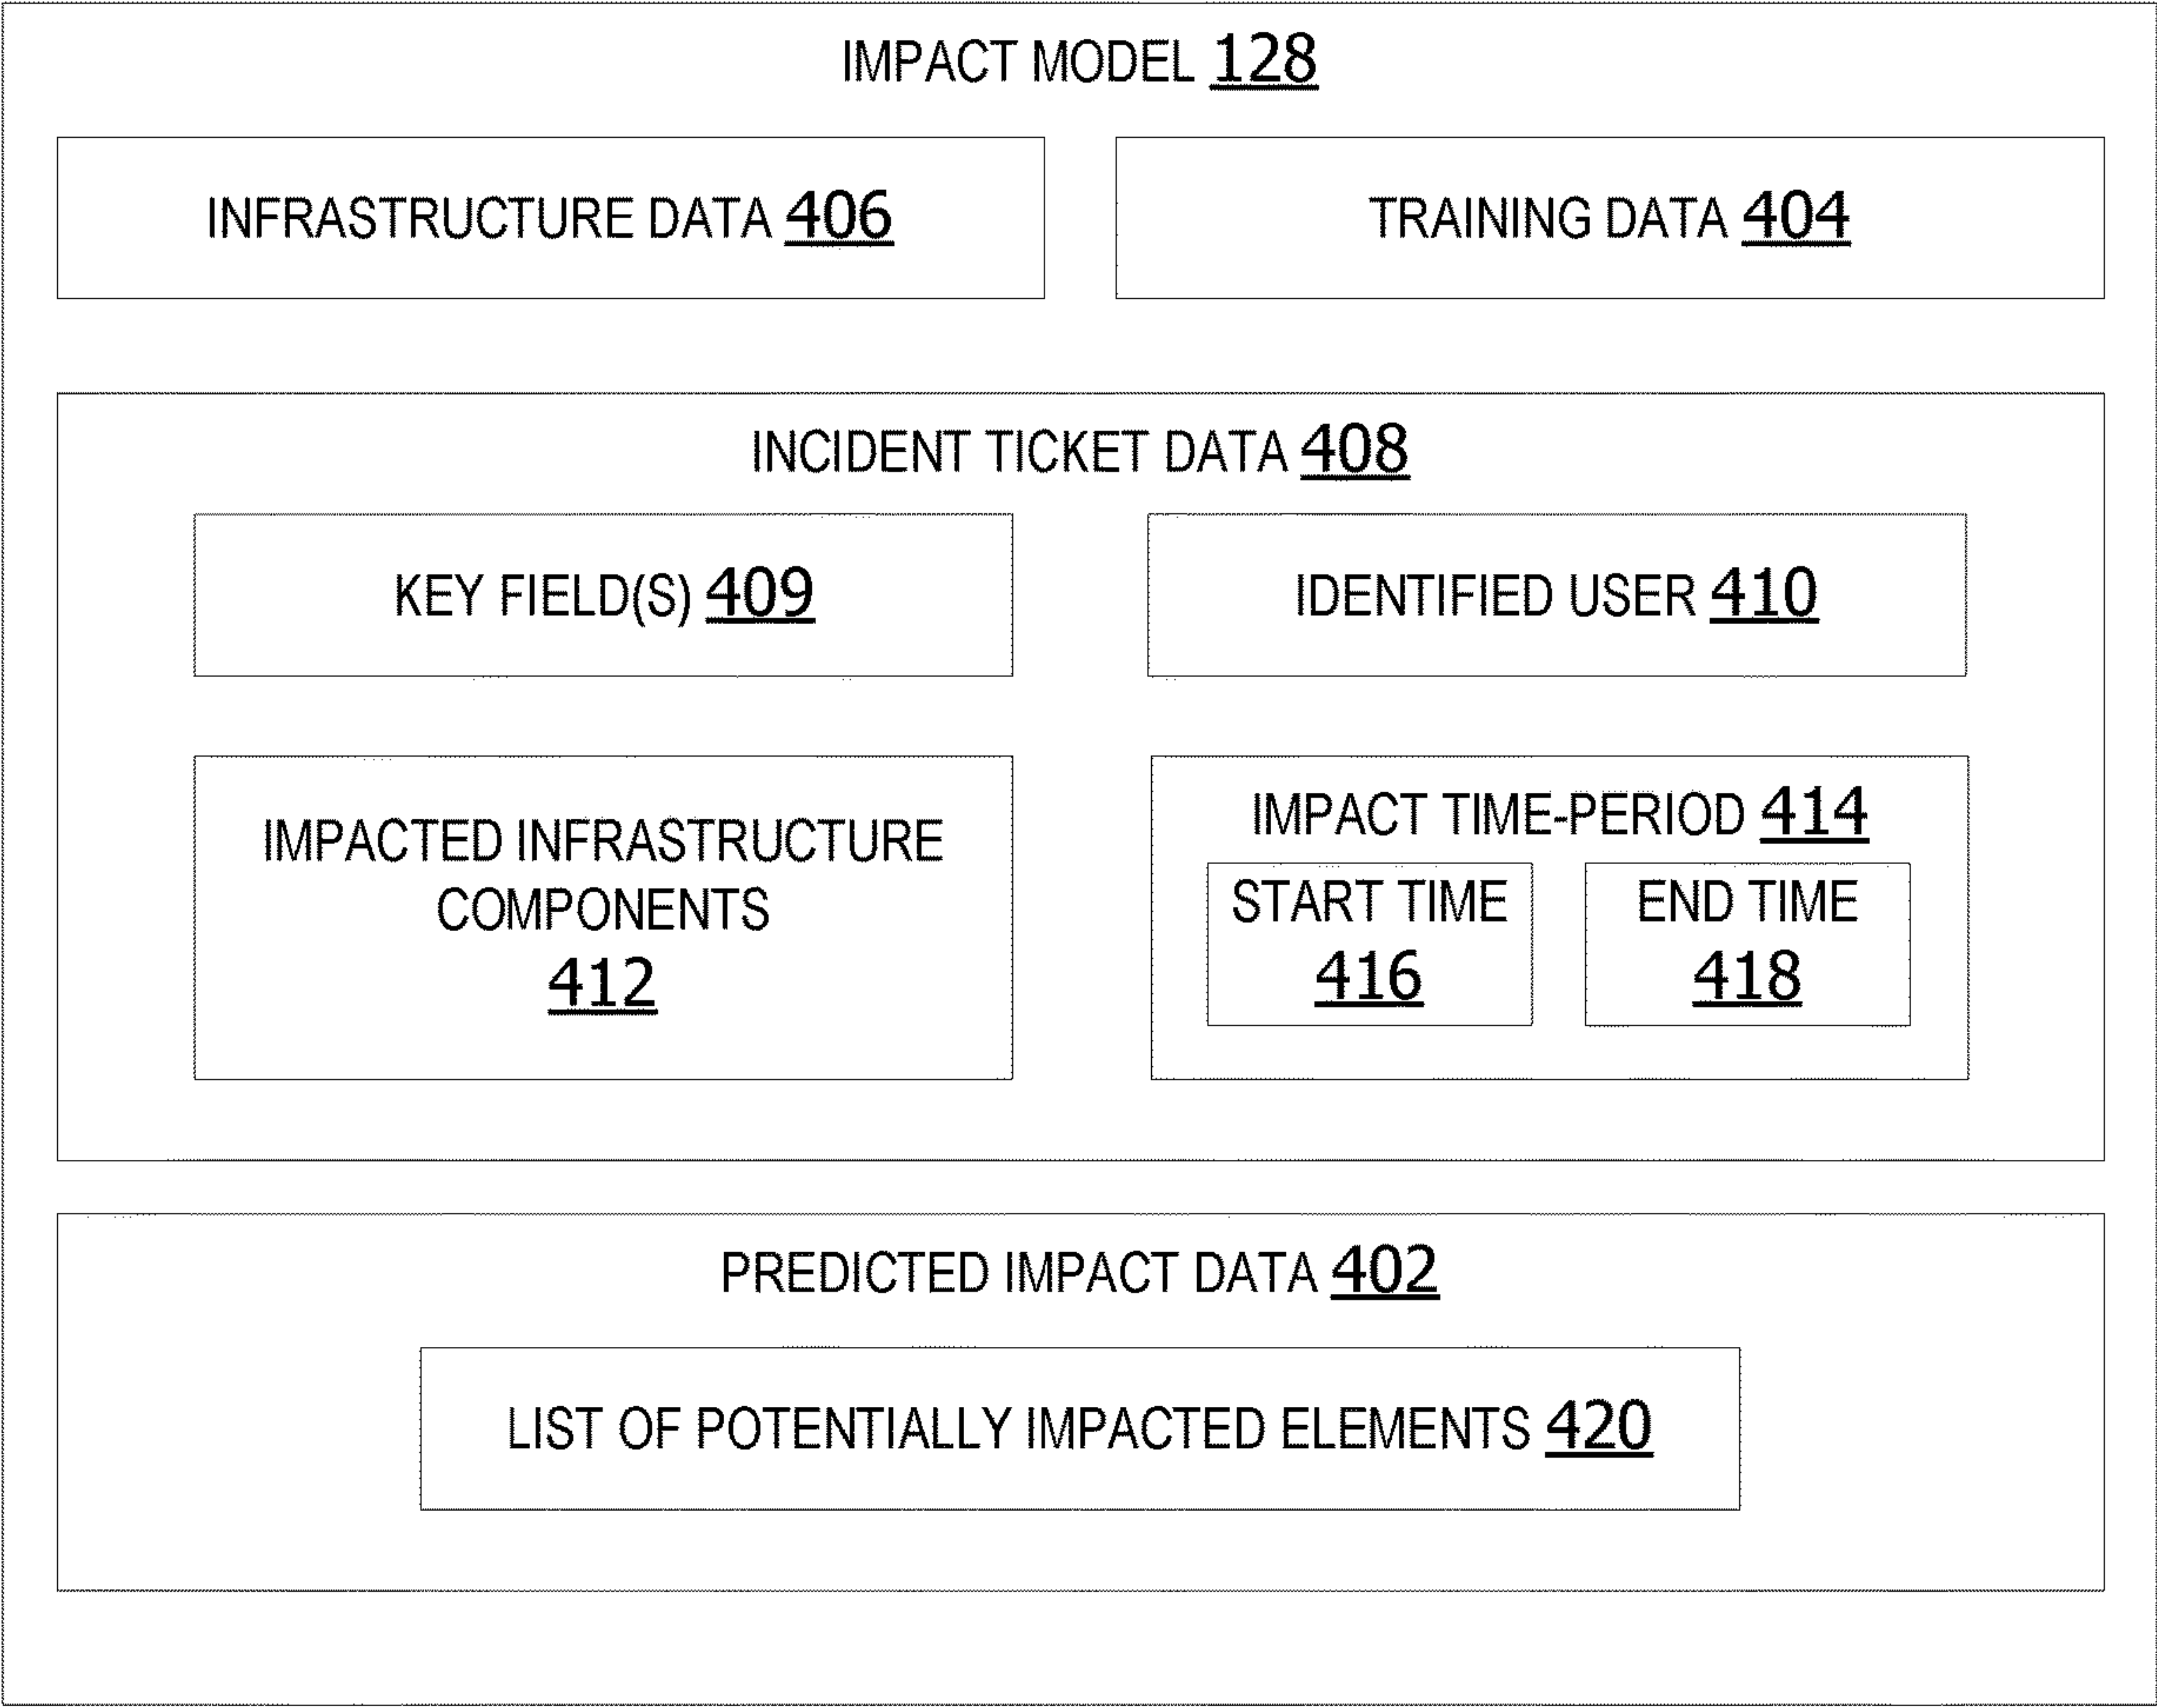 IMPACT MODEL 128
INFRASTRUCTURE DATA 406
TRAINING DATA 404
INCIDENT TICKET DATA 408
KEY FIELD(S) 409
IDENTIFIED USER 410
IMPACTED INFRASTRUCTURE
COMPONENTS
412
IMPACT TIME-PERIOD 414
START TIME
416
END TIME
418
PREDICTED IMPACT DATA 402
LIST OF POTENTIALLY IMPACTED ELEMENTS 420